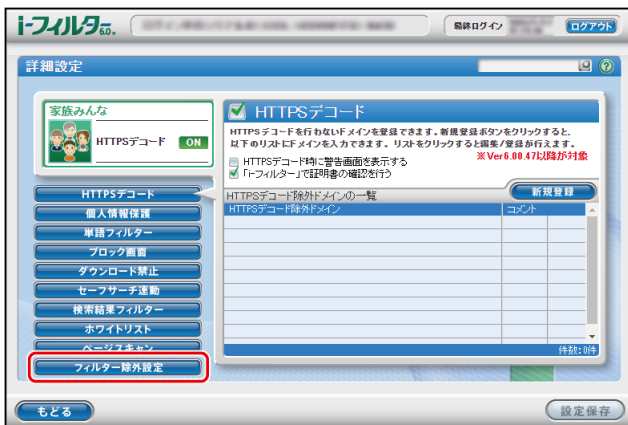 i-フィルター 6.0.
最終ログイン
ログアウト
詳細設定
家族みんな
HTTPSデコード ON
HTTPSデコード
個人情報保護
単語フィルター
ブロック画面
ダウンロード禁止
セーフサーチ連動
検索結果フィルター
ホワイトリスト
ページスキャン
フィルター除外設定
HTTPSデコード
HTTPSデコードを行わないドメインを登録できます。新規登録ボタンをクリックすると、
以下のリストにドメインを入力できます。リストをクリックすると編集/登録が行えます。
※Ver6.00.47以降が対象
HTTPSデコード時に警告画面を表示する
「i-フィルター」で証明書の確認を行う
HTTPSデコード除外ドメインの一覧
新規登録
HTTPSデコード除外ドメイン コメント
件数:0件
もどる
設定保存